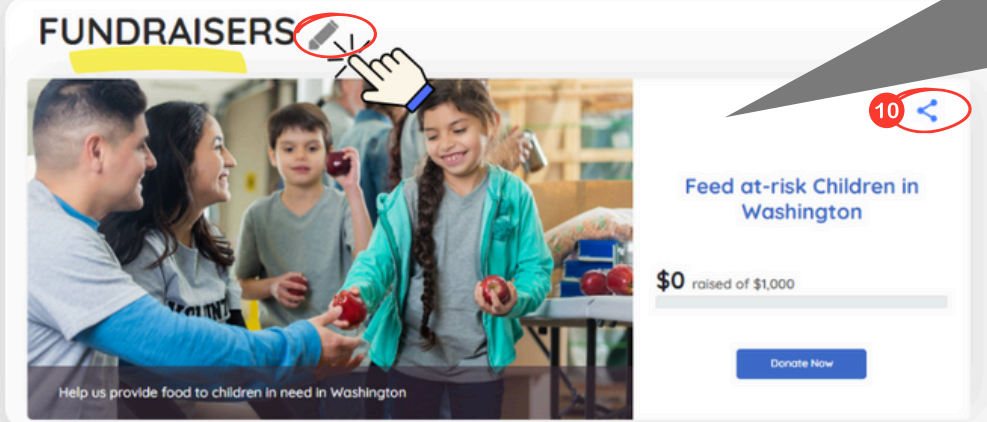 FUNDRAISERS
10
Feed at-risk Children in
Washington
$0 raised of $1,000
Donate Now
Help us provide food to children in need in Washington